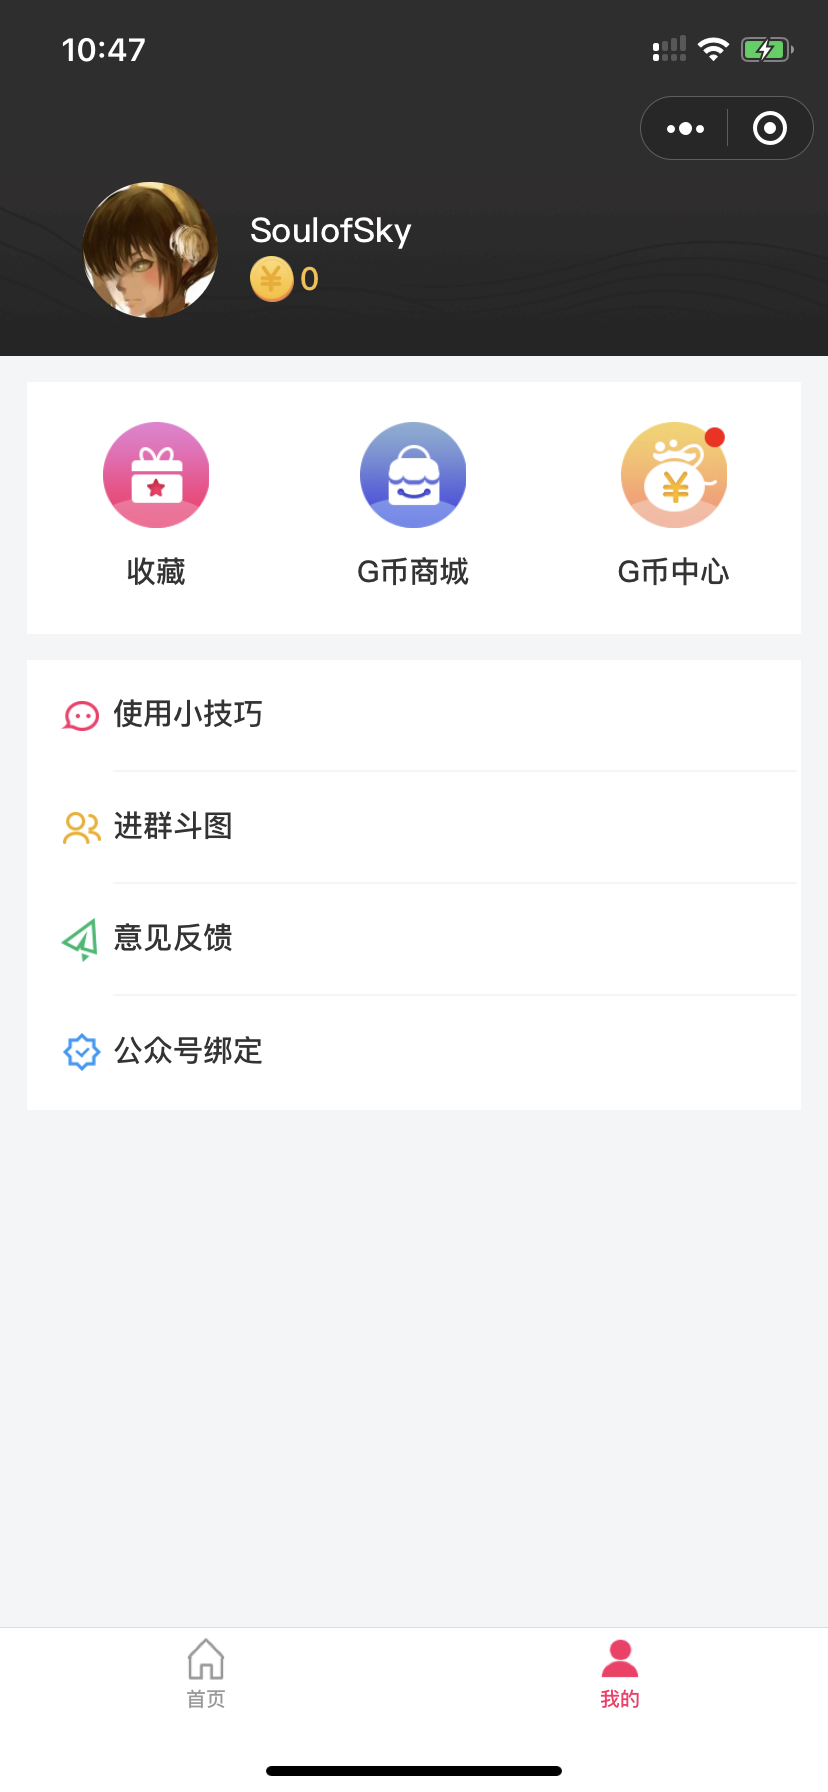 10:47
SoulofSky
¥ 0
¥
收藏
G币商城
G币中心
使用小技巧
进群斗图
意见反馈
公众号绑定
首页
我的